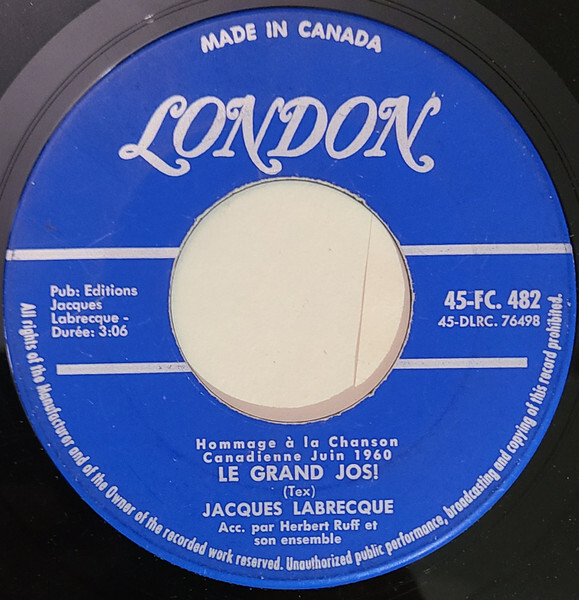 MADE IN CANADA
LONDON
Pub: Editions
Jacques
Labrecque -
Durée: 3:06
45-FC. 482
45-DLRC. 76498
Hommage à la Chanson
Canadienne Juin 1960
LE GRAND JOS!
(Tex)
JACQUES LABRECQUE
Acc. par Herbert Ruff et
son ensemble
All rights of the Manufacturer and of the Owner of the recorded work reserved. Unauthorized public performance, broadcasting and copying of this record prohibited.